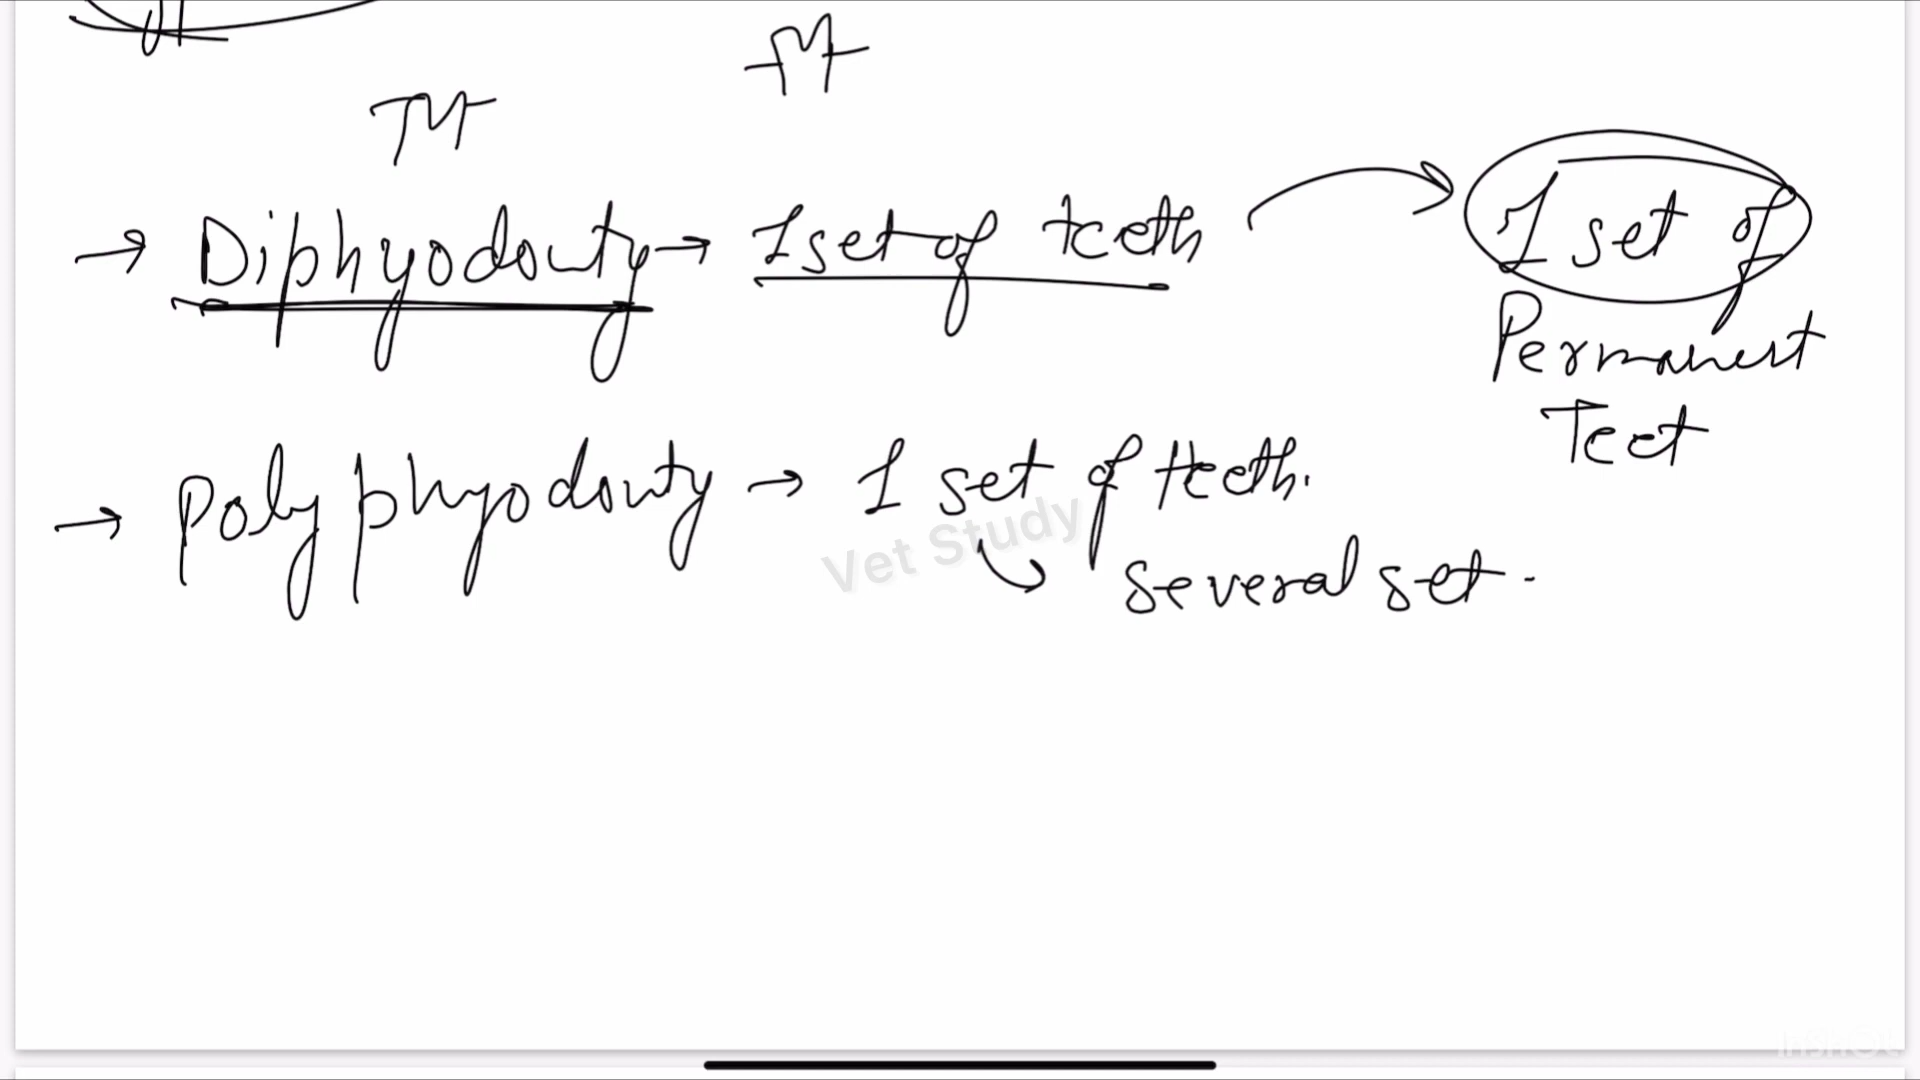 TM
→ Diphyodonty → 1 set of teeth → 1 set of
Permanent
Teet
→ Polyphyodonty → 1 set of teeth.
several set.
Vet Study
InShOt